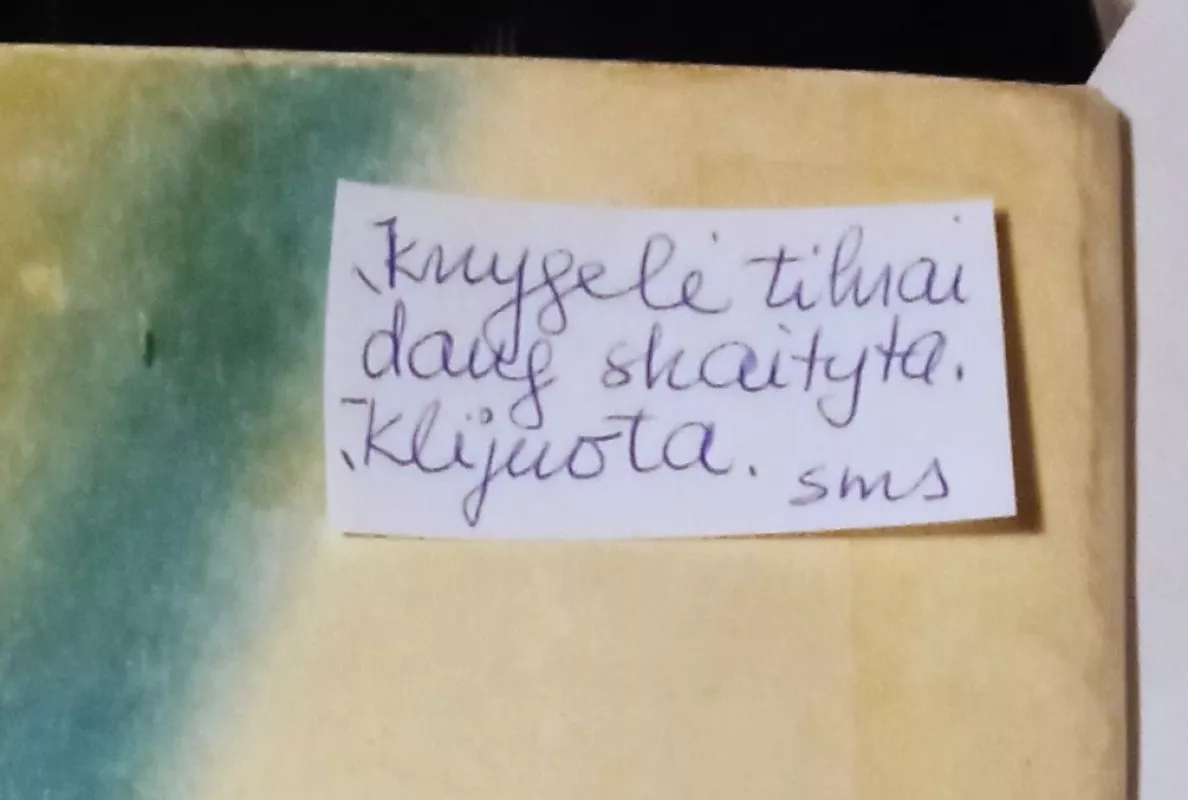 Knygelė tikrai
daug skaityta.
Klijuota. sms